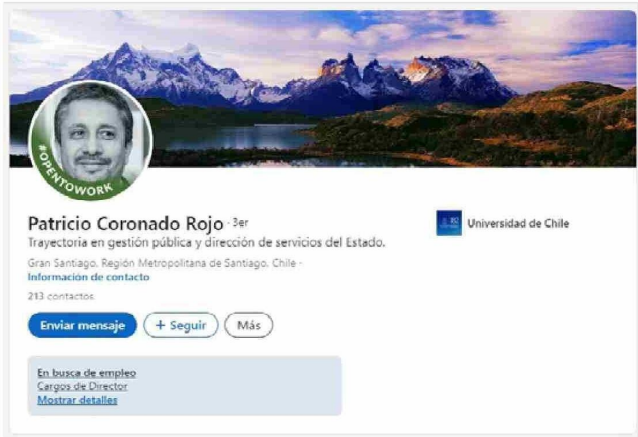 #OPENTOWORK
Patricio Coronado Rojo · 3er
Trayectoria en gestión pública y dirección de servicios del Estado.
Gran Santiago, Región Metropolitana de Santiago, Chile ·
Información de contacto
213 contactos
Universidad de Chile
Enviar mensaje
+ Seguir
Más
En busca de empleo
Cargos de Director
Mostrar detalles